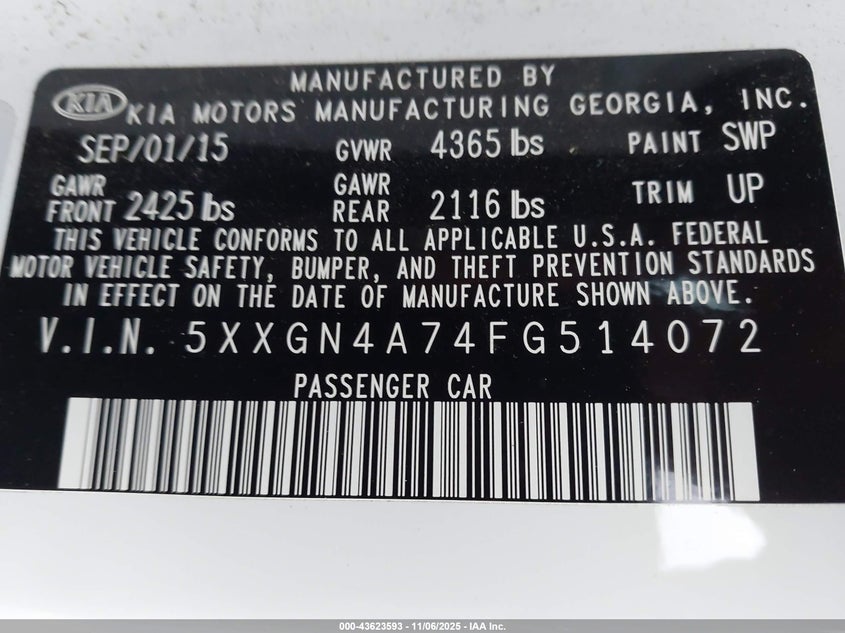 MANUFACTURED BY
KIA KIA MOTORS MANUFACTURING GEORGIA, INC.
SEP/01/15 GVWR 4365 lbs PAINT SWP
GAWR FRONT 2425 lbs GAWR REAR 2116 lbs TRIM UP
THIS VEHICLE CONFORMS TO ALL APPLICABLE U.S.A. FEDERAL
MOTOR VEHICLE SAFETY, BUMPER, AND THEFT PREVENTION STANDARDS
IN EFFECT ON THE DATE OF MANUFACTURE SHOWN ABOVE.
V.I.N. 5XXGN4A74FG514072
PASSENGER CAR
000-43623593 - 11/06/2025 - IAA Inc.